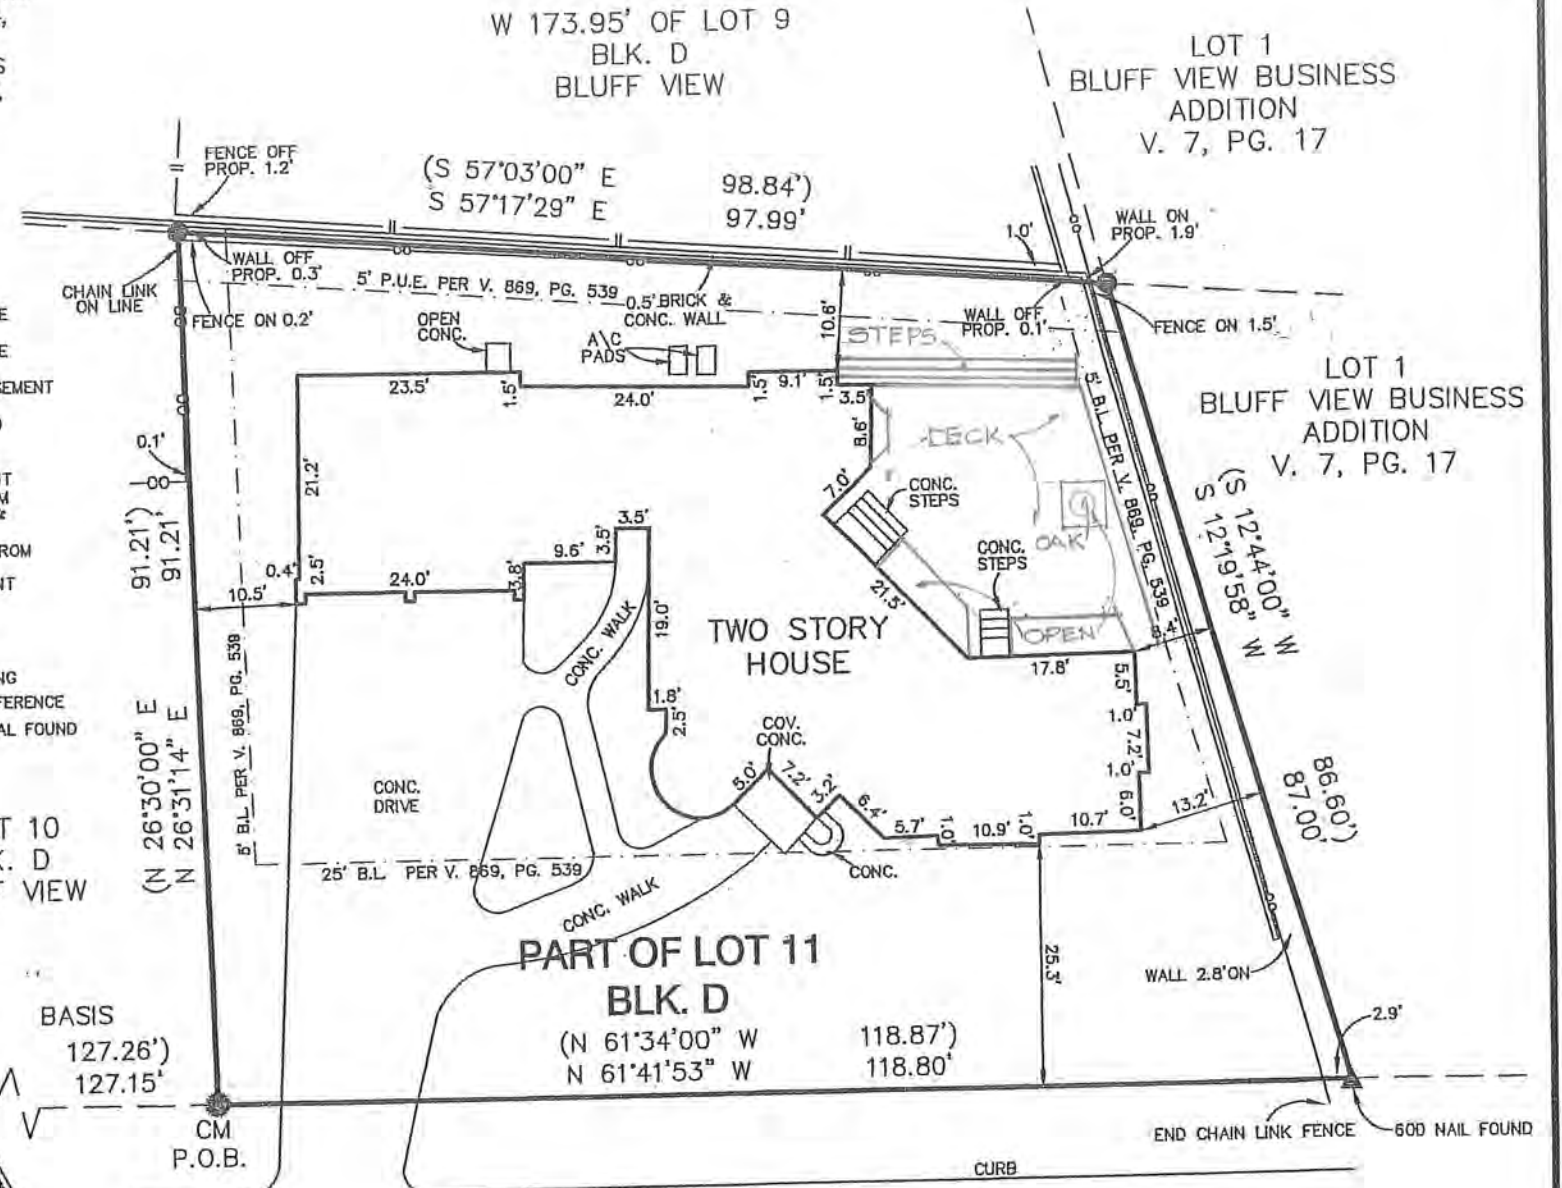 W 173.95' OF LOT 9
BLK. D
BLUFF VIEW
LOT 1
BLUFF VIEW BUSINESS
ADDITION
V. 7, PG. 17
FENCE OFF
PROP. 1.2'
(S 57°03'00" E 98.84')
S 57°17'29" E 97.99'
1.0'
WALL ON
PROP. 1.9'
WALL OFF
PROP. 0.3'
CHAIN LINK
ON LINE
FENCE ON 0.2'
5' P.U.E. PER V. 869, PG. 539
0.5' BRICK &
CONC. WALL
WALL OFF
PROP. 0.1'
FENCE ON 1.5'
OPEN
CONC.
A\C
PADS
10.6'
STEPS
LOT 1
BLUFF VIEW BUSINESS
ADDITION
V. 7, PG. 17
SEMENT
23.5'
1.5'
24.0'
1.5'
9.1'
1.5'
3.5'
8.6'
DECK
5' B.L. PER V. 869, PG. 539
0.1'
21.2'
7.0'
CONC.
STEPS
OAK
(S 12°44'00" W 86.60')
S 12°19'58" W 87.00'
ROM
91.21')
91.21'
3.5'
3.5'
9.6'
3.8'
0.4'
2.5'
24.0'
10.5'
CONC.
STEPS
21.5'
OPEN
8.4'
CONC. WALK
19.0'
TWO STORY
HOUSE
17.8'
5.5'
1.0'
7.2'
1.0'
6.0'
FERENCE
AL FOUND
(N 26°30'00" E
N 26°31'14" E
5' B.L. PER V. 869, PG. 539
1.8'
2.5'
COV.
CONC.
CONC.
DRIVE
5.0'
7.2'
3.2'
6.4'
5.7'
1.0'
10.9'
1.0'
10.7'
13.2'
T 10
. D
VIEW
25' B.L. PER V. 869, PG. 539
CONC.
CONC. WALK
PART OF LOT 11
BLK. D
25.3'
WALL 2.8'ON
BASIS
127.26')
127.15'
(N 61°34'00" W 118.87')
N 61°41'53" W 118.80'
2.9'
CM
P.O.B.
END CHAIN LINK FENCE
60D NAIL FOUND
CURB